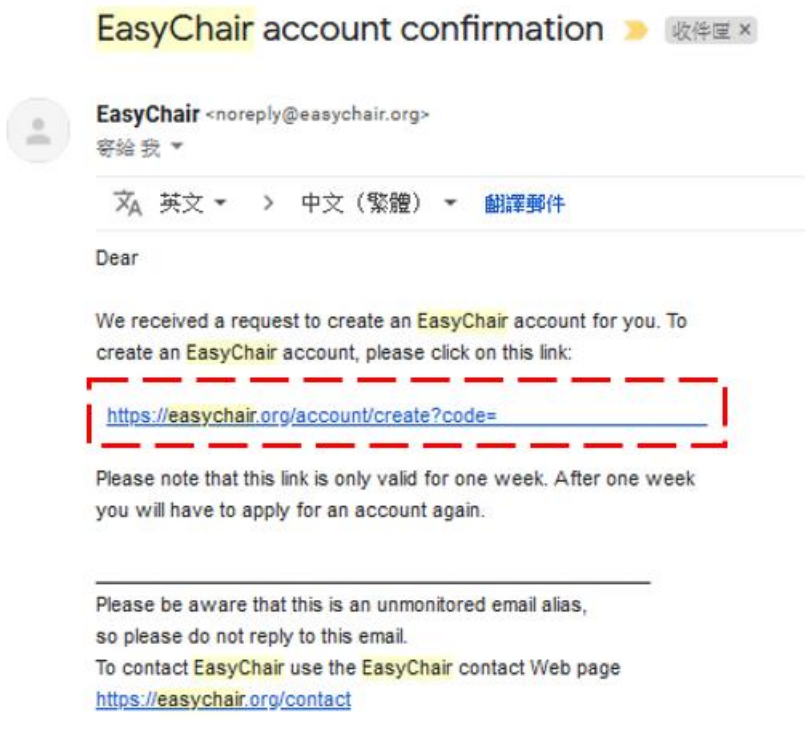 EasyChair account confirmation 收件匣 ×
EasyChair <noreply@easychair.org>
寄給 我
英文 > 中文（繁體） 翻譯郵件
Dear
We received a request to create an EasyChair account for you. To
create an EasyChair account, please click on this link:
https://easychair.org/account/create?code=
Please note that this link is only valid for one week. After one week
you will have to apply for an account again.
Please be aware that this is an unmonitored email alias,
so please do not reply to this email.
To contact EasyChair use the EasyChair contact Web page
https://easychair.org/contact